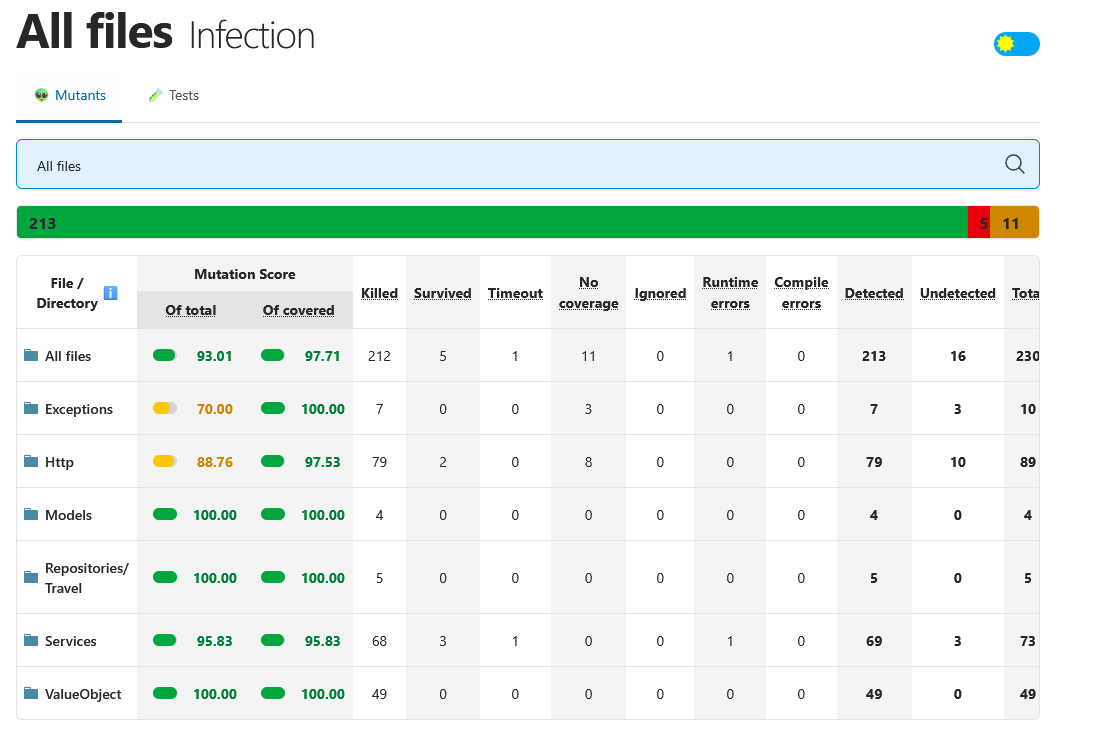 All files Infection
Mutants Tests
All files
213 5 11
File / Directory Mutation Score Killed Survived Timeout No coverage Ignored Runtime errors Compile errors Detected Undetected Tota
Of total Of covered
All files 93.01 97.71 212 5 1 11 0 1 0 213 16 230
Exceptions 70.00 100.00 7 0 0 3 0 0 0 7 3 10
Http 88.76 97.53 79 2 0 8 0 0 0 79 10 89
Models 100.00 100.00 4 0 0 0 0 0 0 4 0 4
Repositories/ Travel 100.00 100.00 5 0 0 0 0 0 0 5 0 5
Services 95.83 95.83 68 3 1 0 0 1 0 69 3 73
ValueObject 100.00 100.00 49 0 0 0 0 0 0 49 0 49